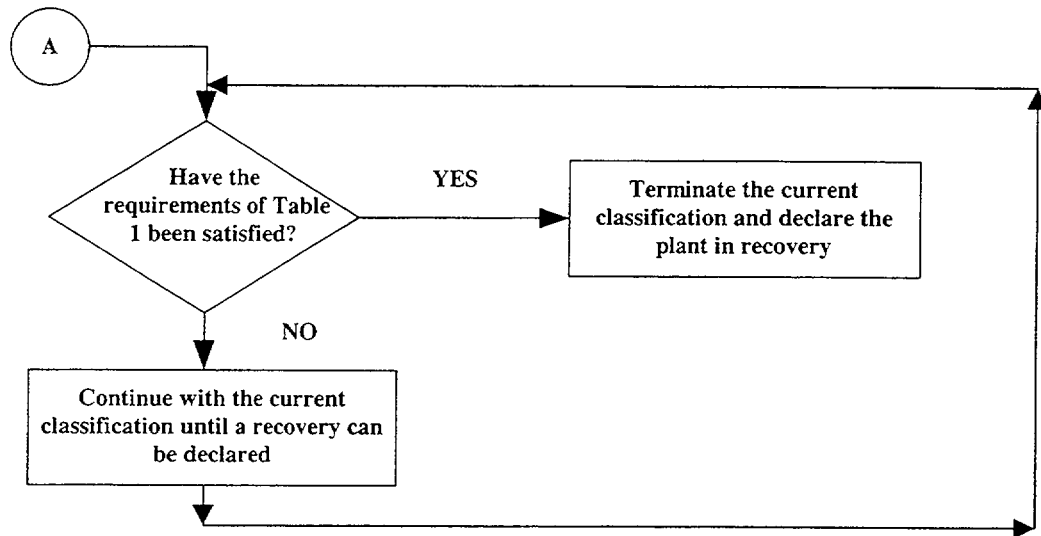 A
Have the
requirements of Table
1 been satisfied?
YES
Terminate the current
classification and declare the
plant in recovery
NO
Continue with the current
classification until a recovery can
be declared